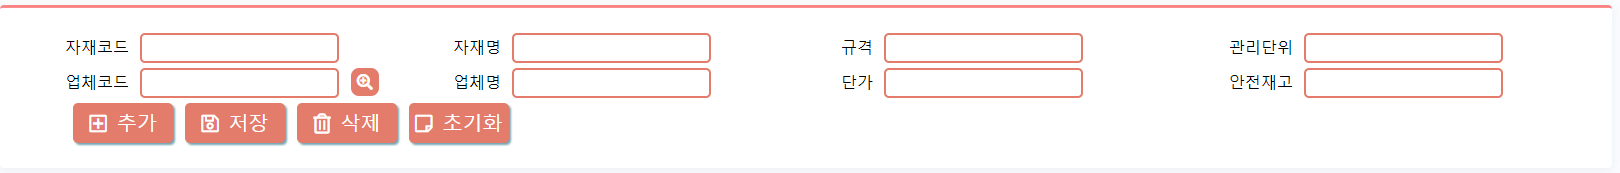 자재코드 자재명 규격 관리단위
업체코드 업체명 단가 안전재고
추가 저장 삭제 초기화